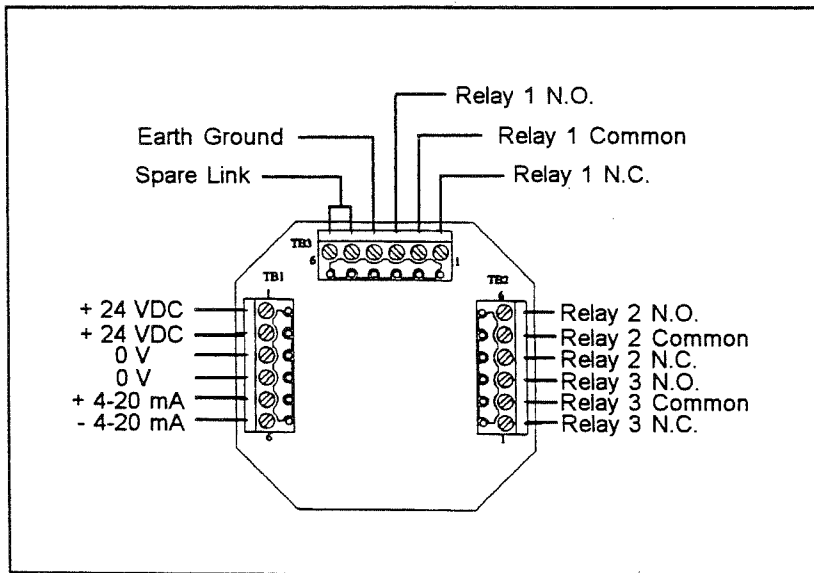 Relay 1 N.O.
Earth Ground
Relay 1 Common
Spare Link
Relay 1 N.C.
TB3
6
1
TB1
1
TB2
6
+ 24 VDC
+ 24 VDC
0 V
0 V
+ 4-20 mA
- 4-20 mA
6
Relay 2 N.O.
Relay 2 Common
Relay 2 N.C.
Relay 3 N.O.
Relay 3 Common
Relay 3 N.C.
1